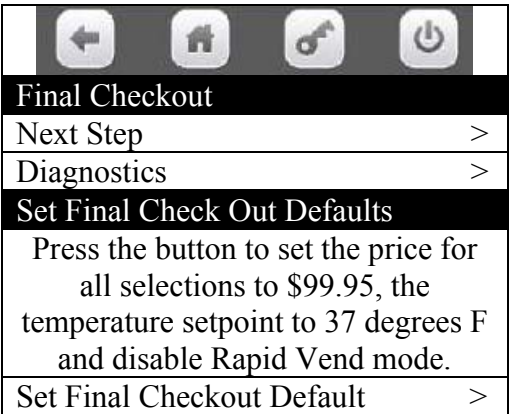 Final Checkout
Next Step >
Diagnostics >
Set Final Check Out Defaults
Press the button to set the price for
all selections to $99.95, the
temperature setpoint to 37 degrees F
and disable Rapid Vend mode.
Set Final Checkout Default >